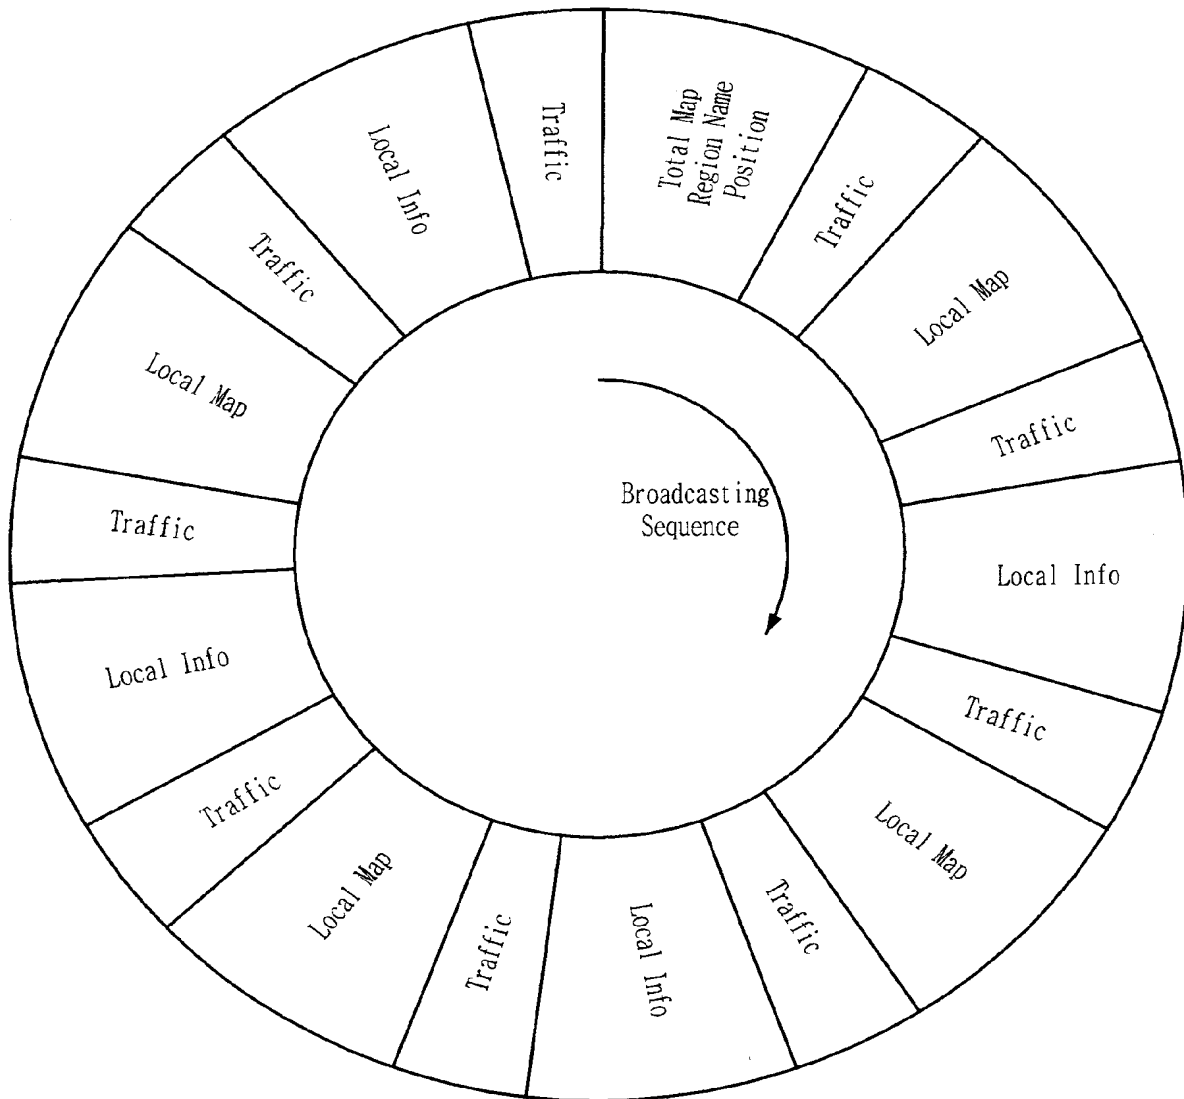 Total Map
Region Name
Position
Traffic
Local Map
Traffic
Local Info
Traffic
Local Map
Traffic
Local Info
Traffic
Local Map
Traffic
Local Info
Traffic
Local Map
Traffic
Local Info
Traffic
Broadcasting
Sequence